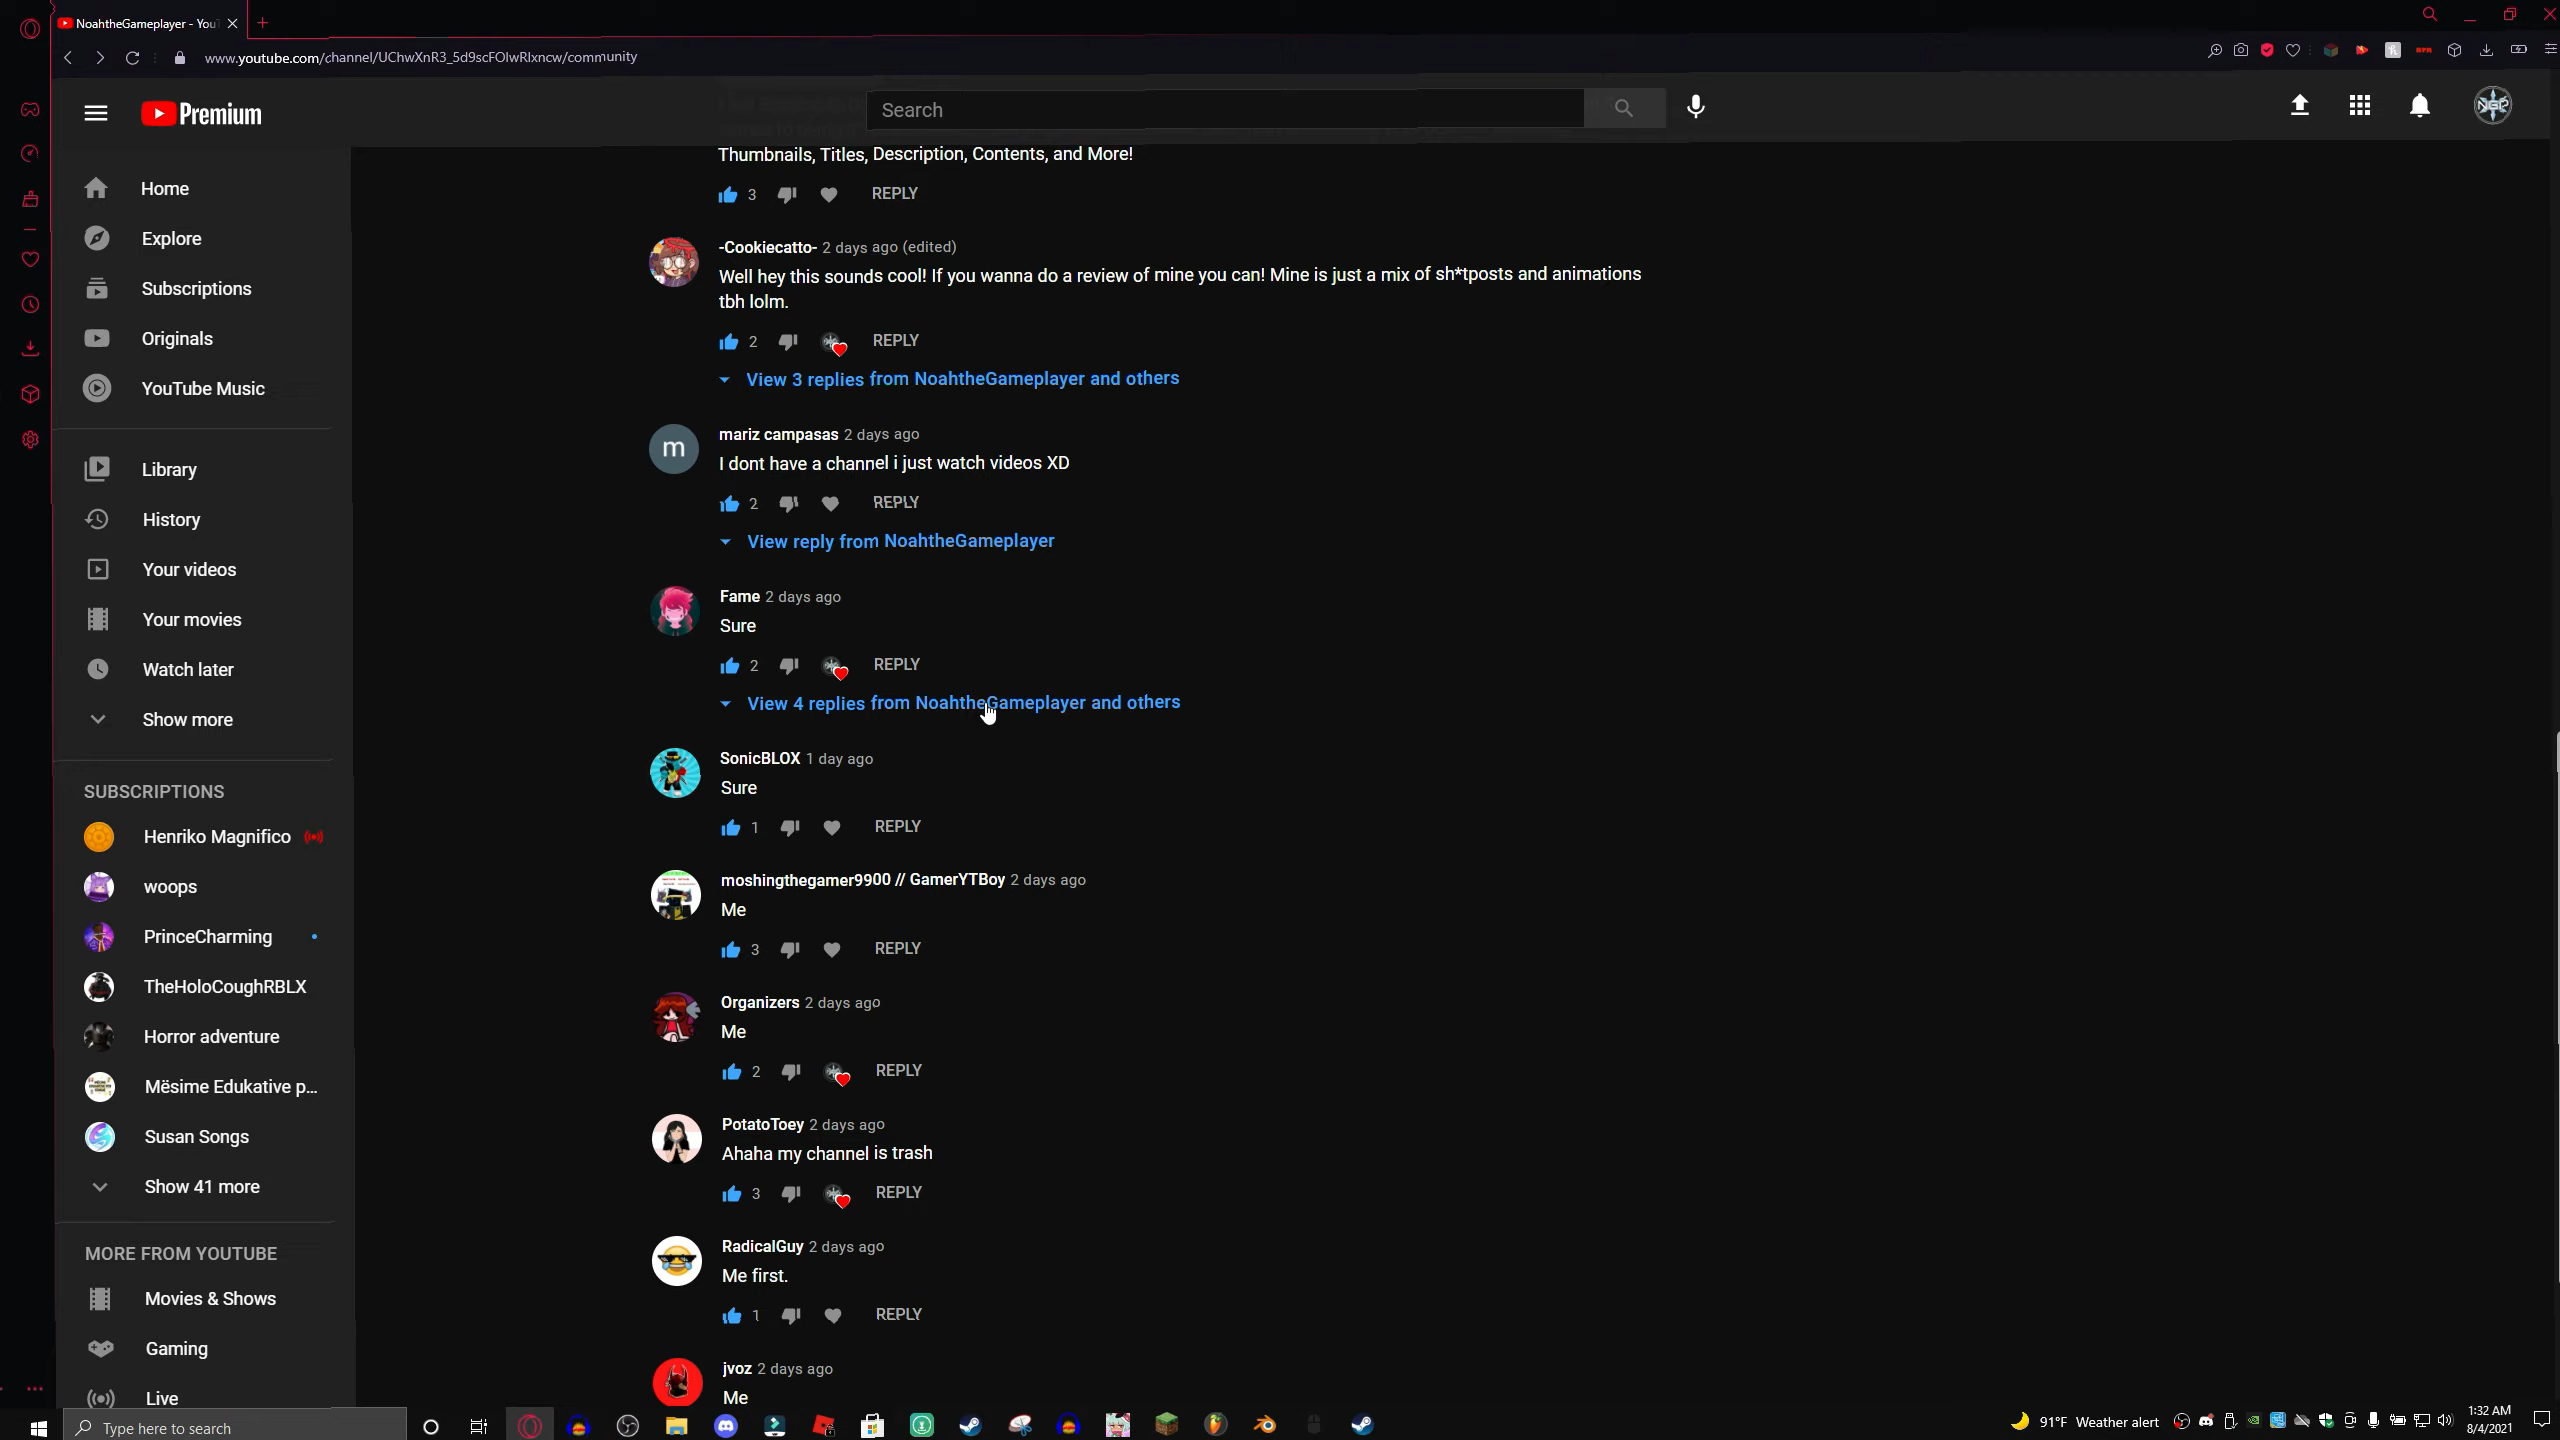 NoahtheGameplayer - You
www.youtube.com/channel/UChwXnR3_5d9scFOlwRlxncw/community
Premium
Search
NGP
Home
Explore
Subscriptions
Originals
YouTube Music
Library
History
Your videos
Your movies
Watch later
Show more
SUBSCRIPTIONS
Henriko Magnifico
woops
PrinceCharming
TheHoloCoughRBLX
Horror adventure
Mësime Edukative p...
Susan Songs
Show 41 more
MORE FROM YOUTUBE
Movies & Shows
Gaming
Live
Thumbnails, Titles, Description, Contents, and More!
3 REPLY
-Cookiecatto- 2 days ago (edited)
Well hey this sounds cool! If you wanna do a review of mine you can! Mine is just a mix of sh*tposts and animations
tbh lolm.
2 REPLY
View 3 replies from NoahtheGameplayer and others
m
mariz campasas 2 days ago
I dont have a channel i just watch videos XD
2 REPLY
View reply from NoahtheGameplayer
Fame 2 days ago
Sure
2 REPLY
View 4 replies from NoahtheGameplayer and others
SonicBLOX 1 day ago
Sure
1 REPLY
moshingthegamer9900 // GamerYTBoy 2 days ago
Me
3 REPLY
Organizers 2 days ago
Me
2 REPLY
PotatoToey 2 days ago
Ahaha my channel is trash
3 REPLY
RadicalGuy 2 days ago
Me first.
1 REPLY
jvoz 2 days ago
Me
Type here to search
91°F Weather alert
1:32 AM
8/4/2021